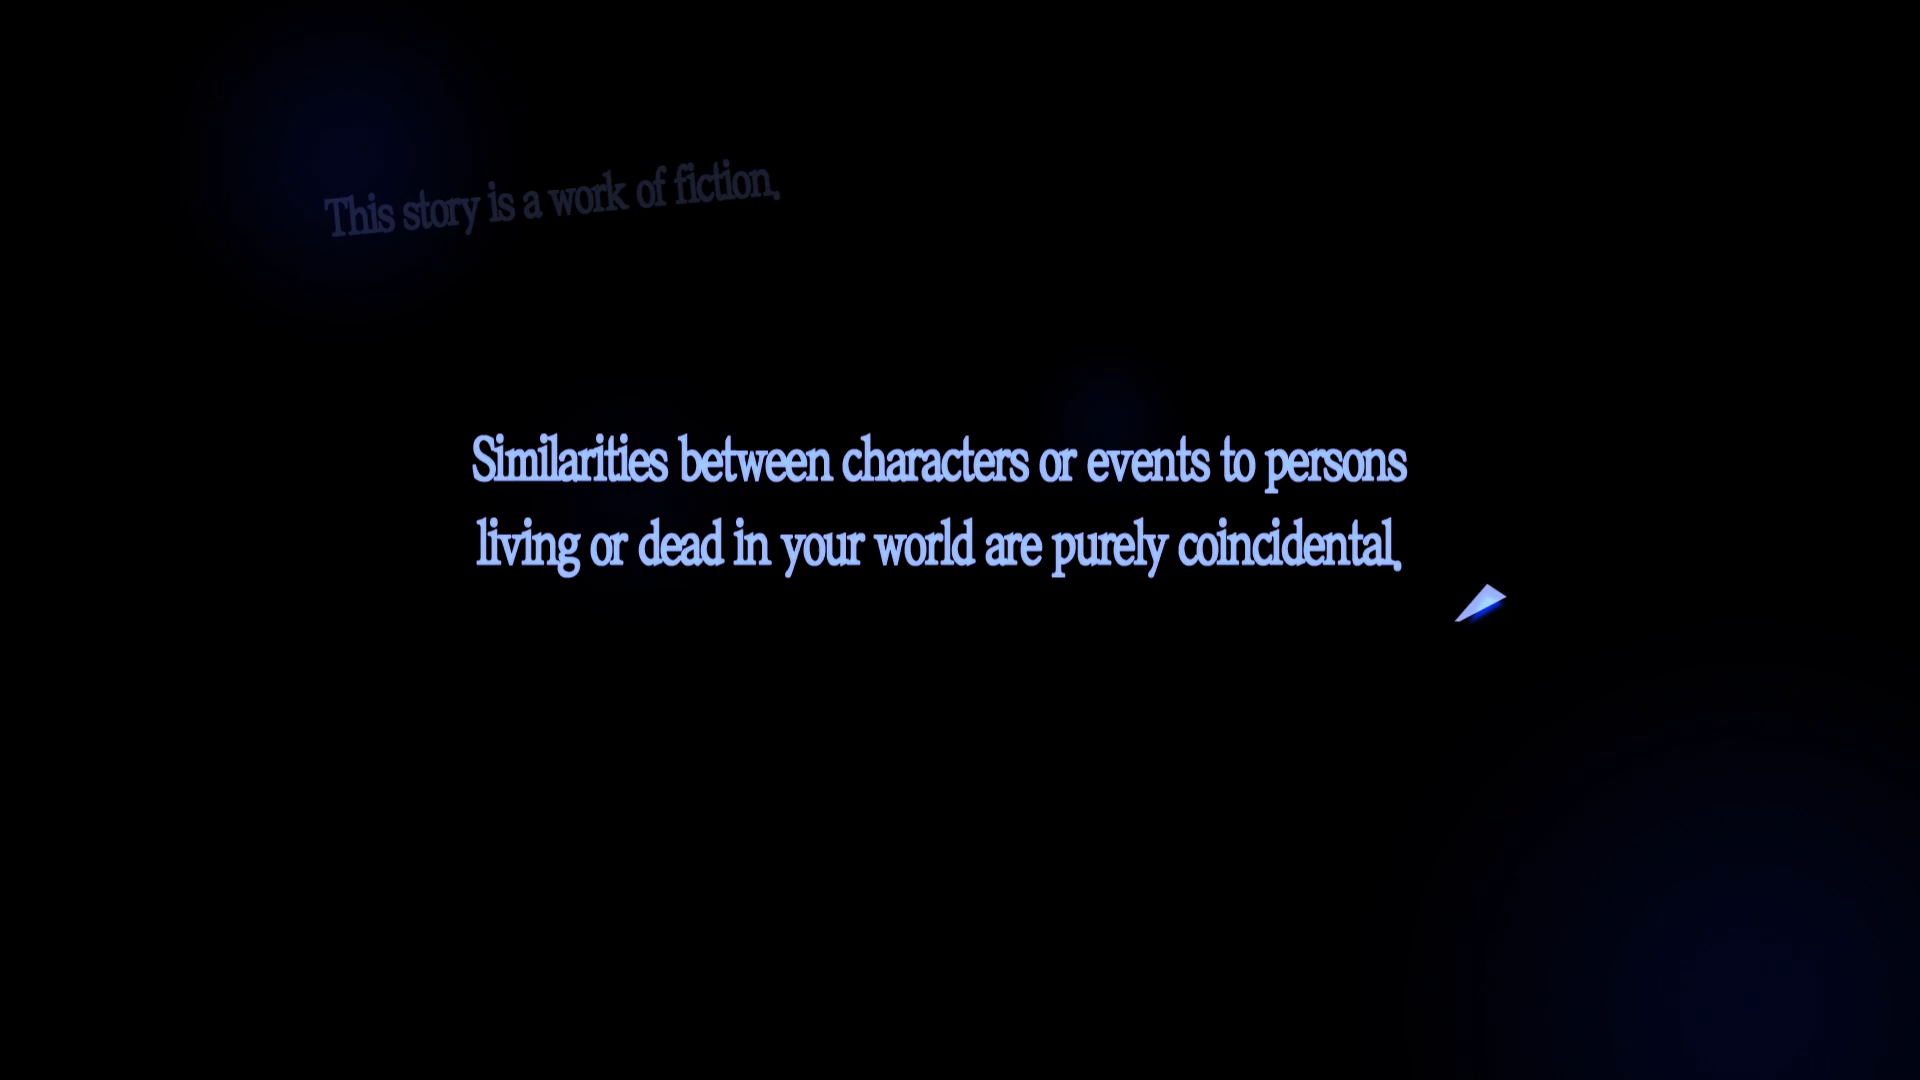 This story is a work of fiction.
Similarities between characters or events to persons
living or dead in your world are purely coincidental.